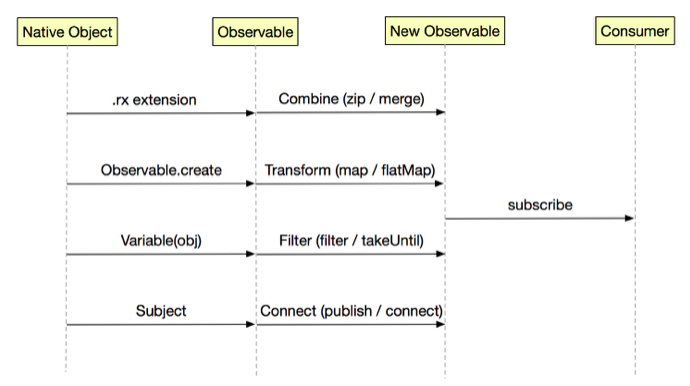 Native Object
Observable
New Observable
Consumer
.rx extension
Combine (zip / merge)
Observable.create
Transform (map / flatMap)
subscribe
Variable(obj)
Filter (filter / takeUntil)
Subject
Connect (publish / connect)